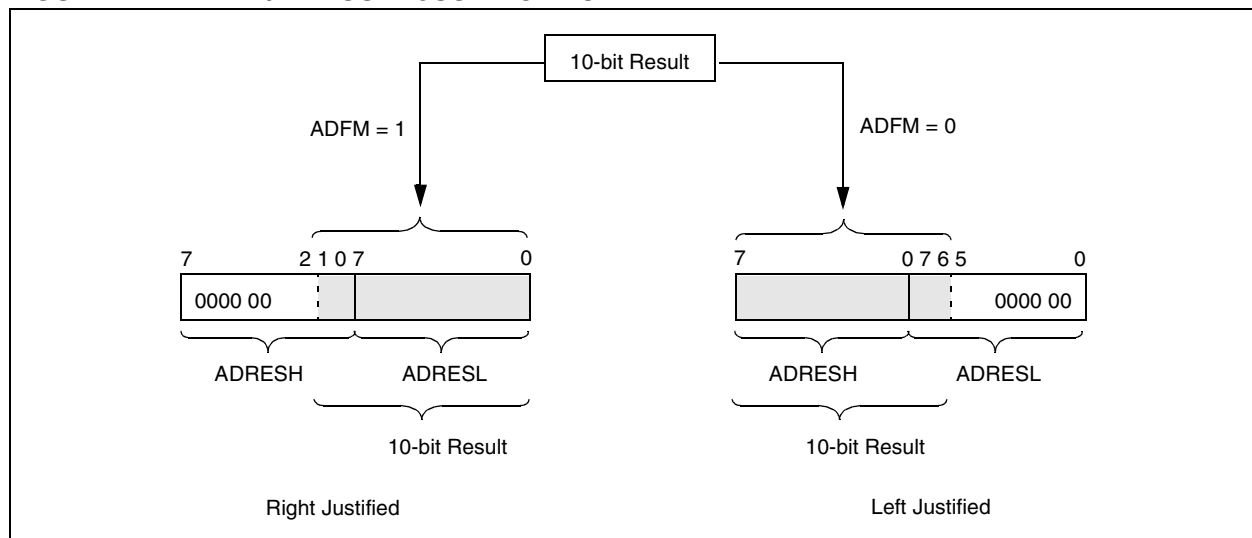 10-bit Result
ADFM = 1
ADFM = 0
7 2 1 0 7 0
7 0 7 6 5 0
0000 00
0000 00
ADRESH ADRESL
ADRESH ADRESL
10-bit Result
10-bit Result
Right Justified
Left Justified